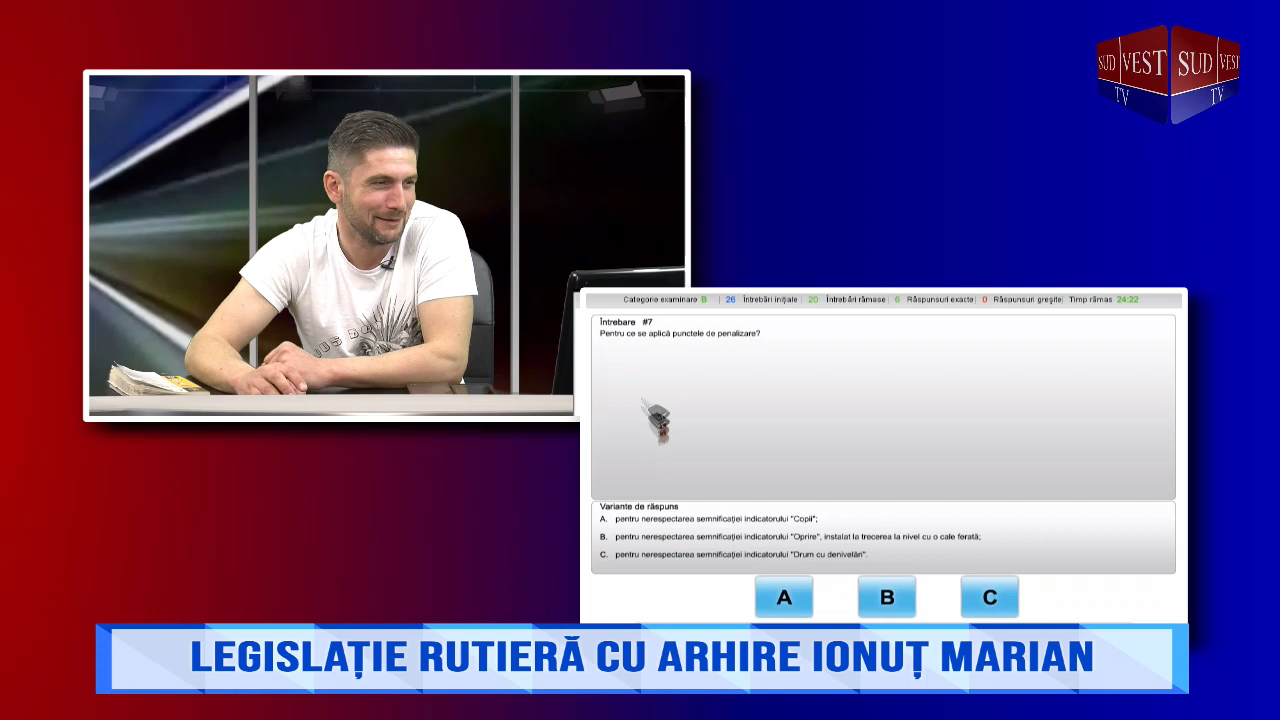 SUD VEST SUD VEST
TV TV
Categorie examinare B | 26 Întrebări inițiale | 20 Întrebări rămase | 6 Răspunsuri exacte | 0 Răspunsuri greșite | Timp rămas 24:22
Întrebare #7
Pentru ce se aplică punctele de penalizare?
Variante de răspuns
A. pentru nerespectarea semnificației indicatorului "Copii";
B. pentru nerespectarea semnificației indicatorului "Oprire", instalat la trecerea la nivel cu o cale ferată;
C. pentru nerespectarea semnificației indicatorului "Drum cu denivelări".
A B C
LEGISLAȚIE RUTIERĂ CU ARHIRE IONUȚ MARIAN